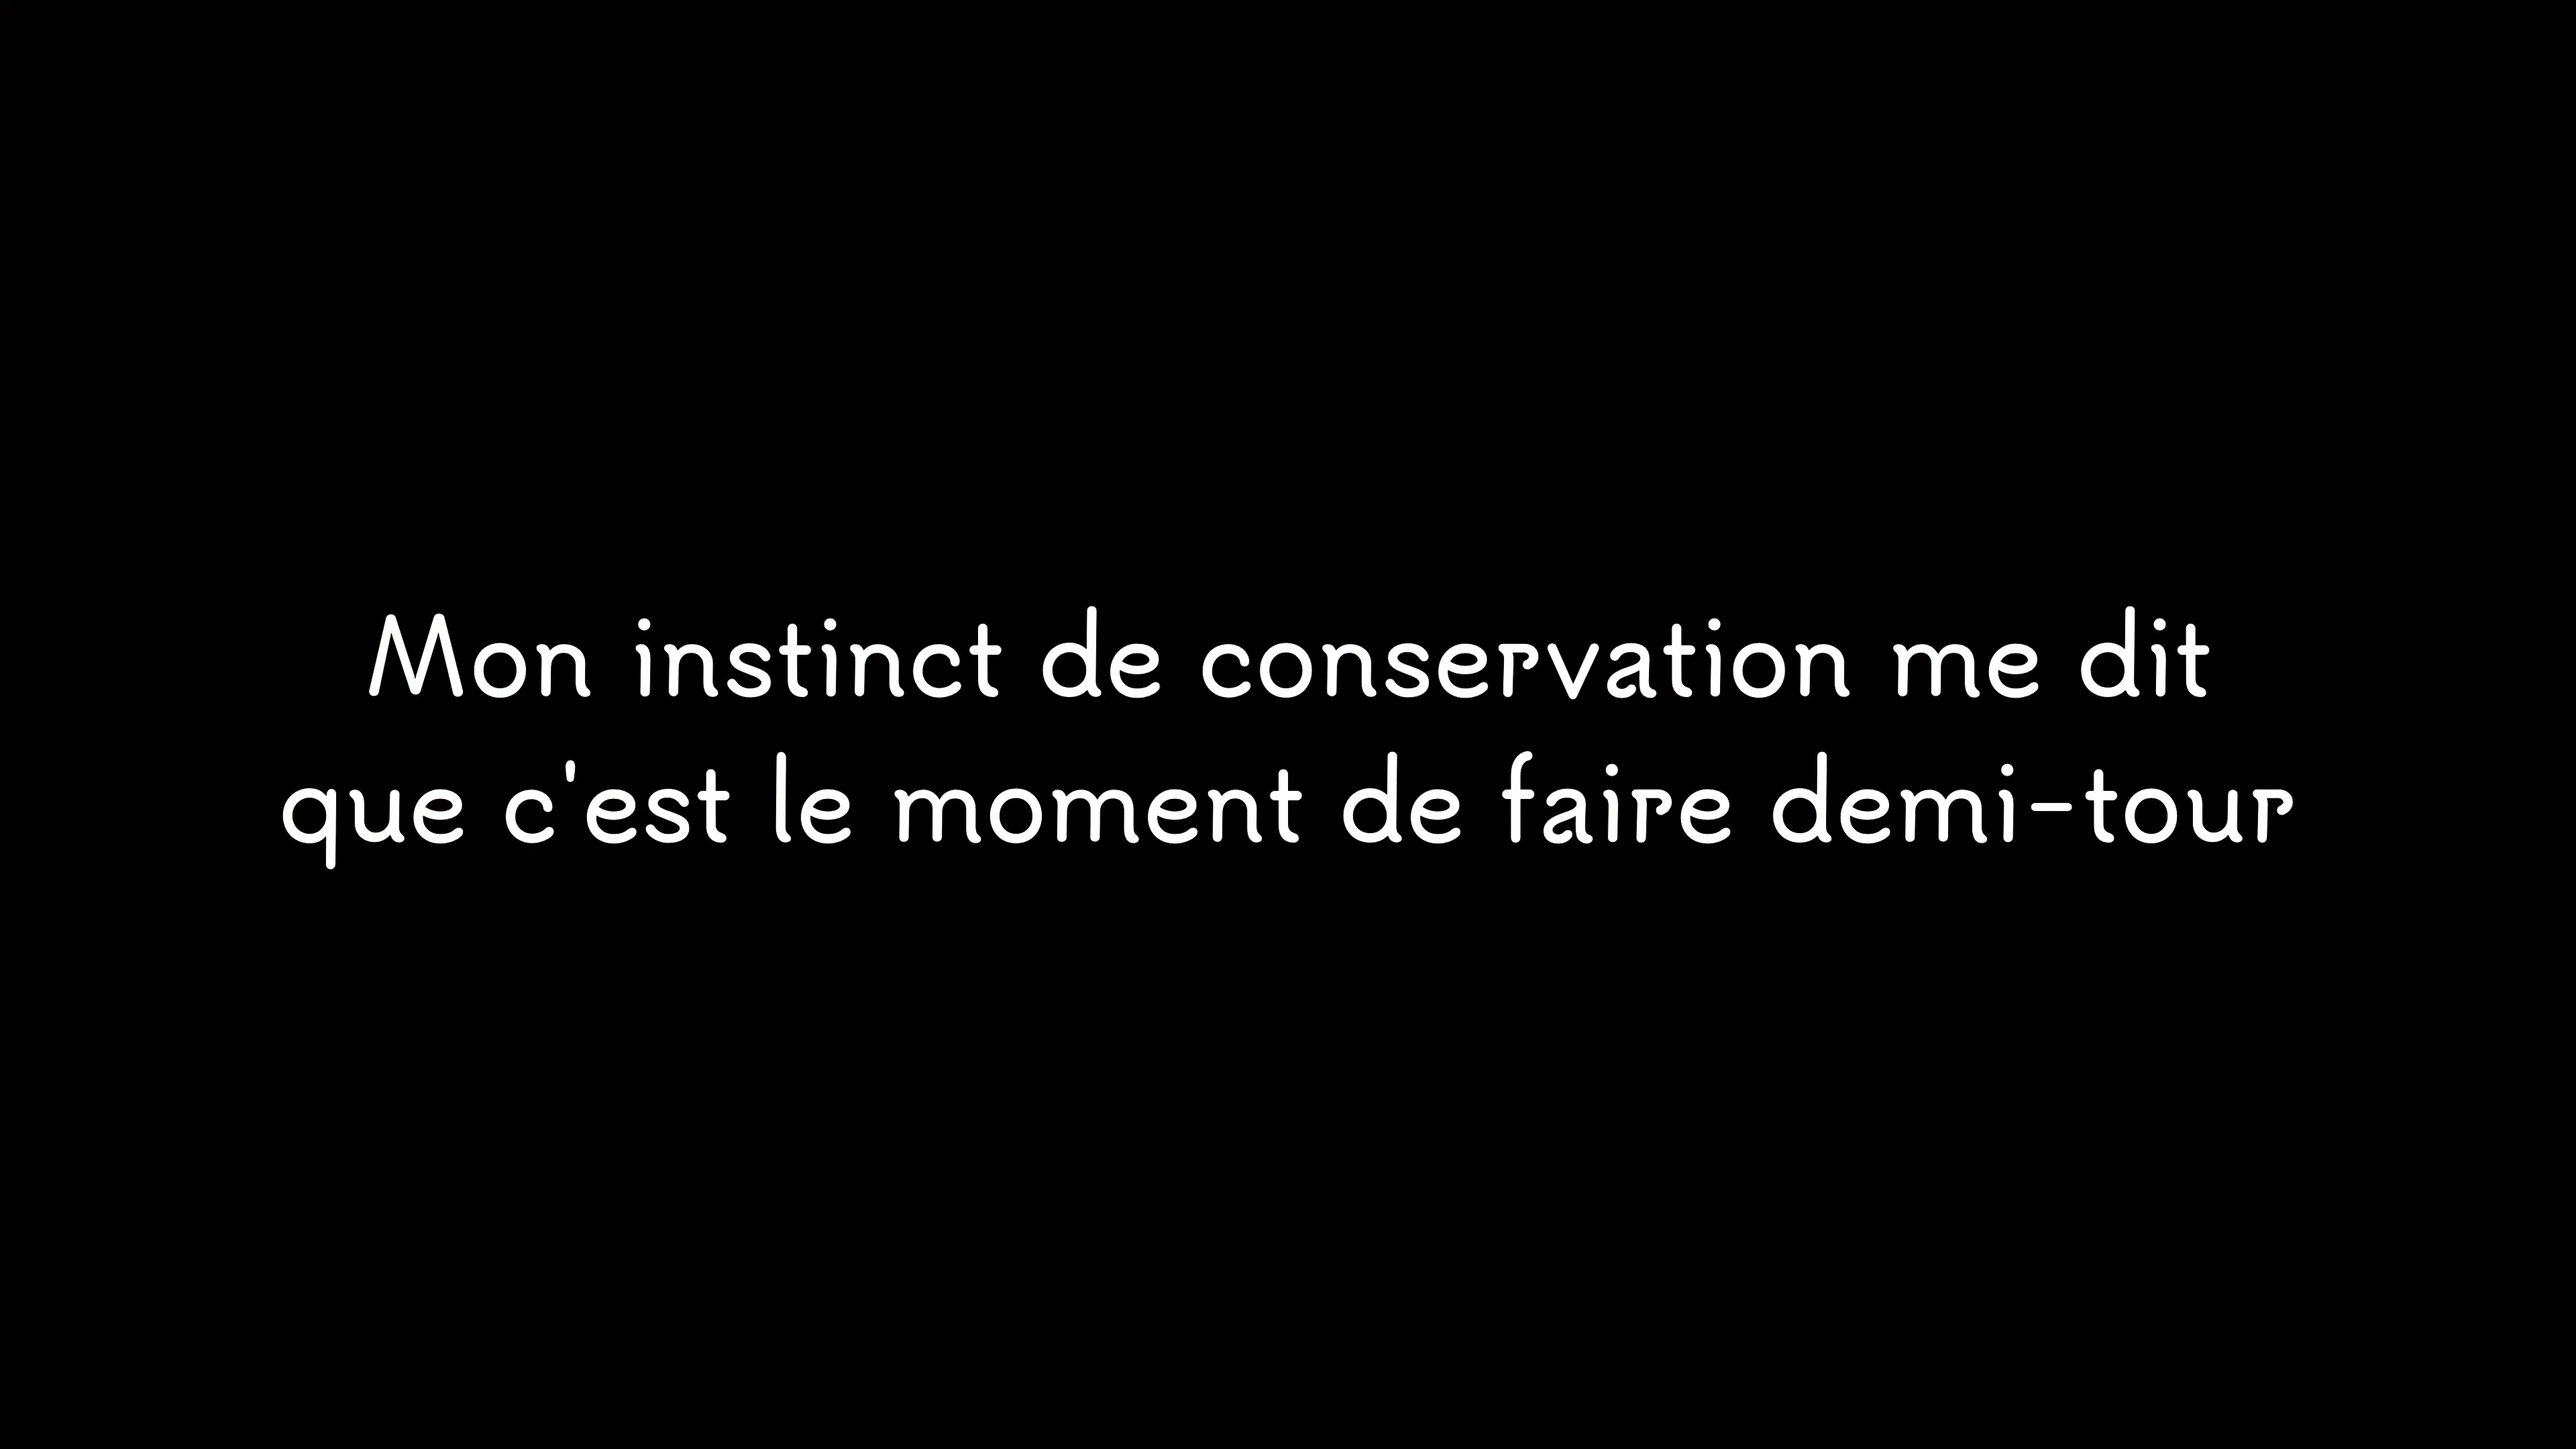 Mon instinct de conservation me dit
que c'est le moment de faire demi-tour